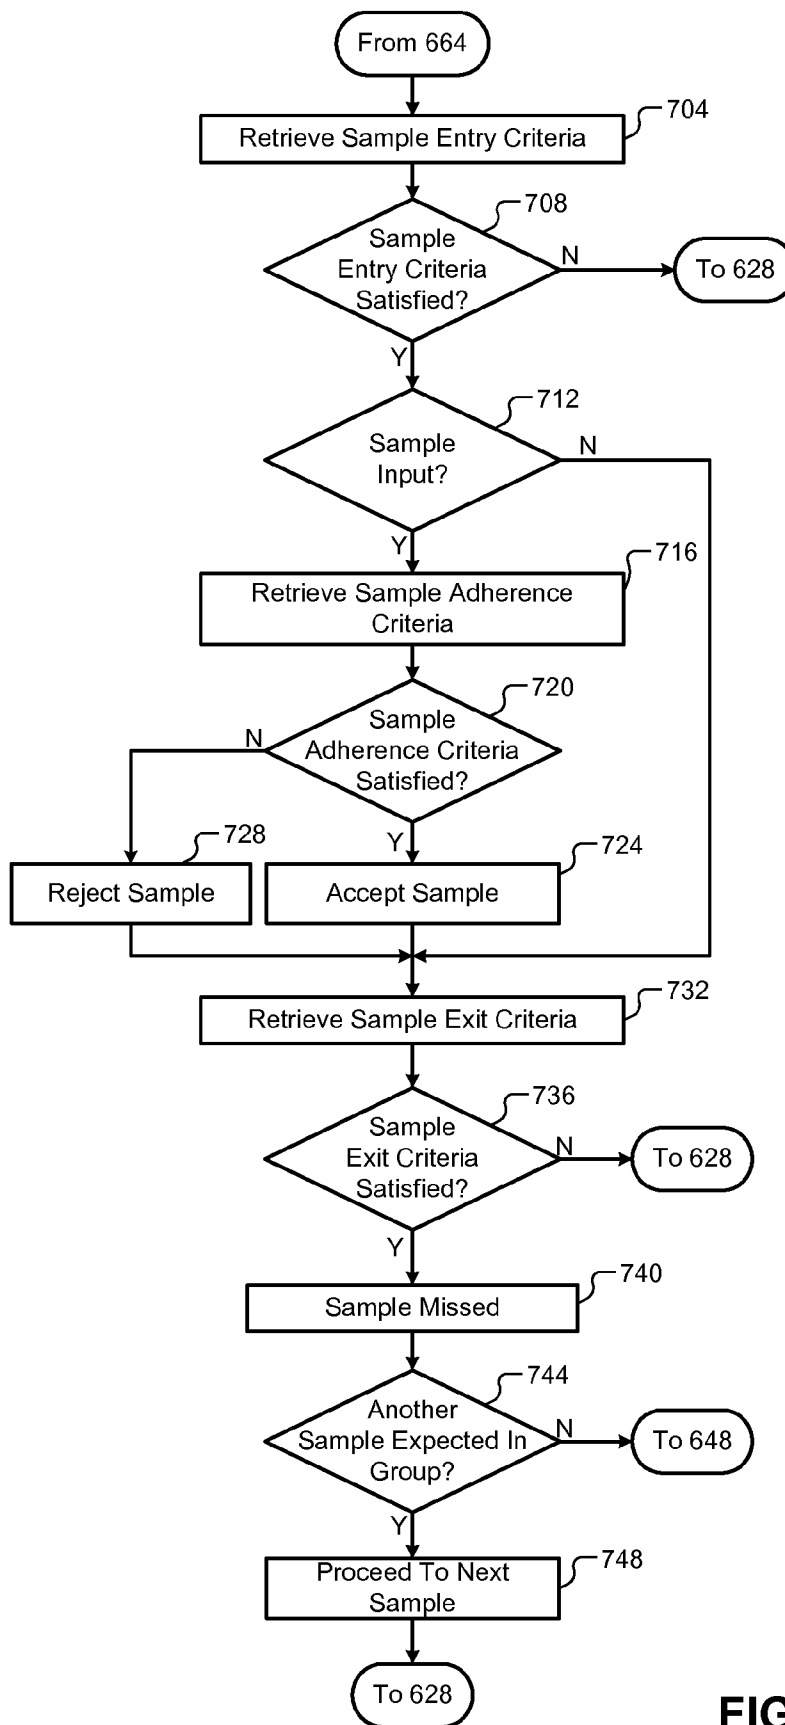 From 664
704
Retrieve Sample Entry Criteria
708
Sample
Entry Criteria
Satisfied?
N
To 628
Y
712
Sample
Input?
N
Y
716
Retrieve Sample Adherence
Criteria
720
Sample
Adherence Criteria
Satisfied?
N
Y
728
724
Reject Sample
Accept Sample
732
Retrieve Sample Exit Criteria
736
Sample
Exit Criteria
Satisfied?
N
To 628
Y
740
Sample Missed
744
Another
Sample Expected In
Group?
N
To 648
Y
748
Proceed To Next
Sample
To 628
FIG